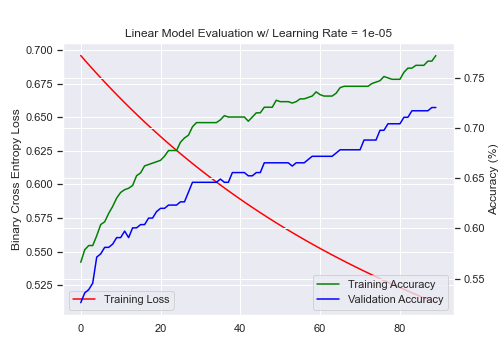 Linear Model Evaluation w/ Learning Rate = 1e-05
0.700
0.675
0.650
0.625
0.600
0.575
0.550
0.525
Binary Cross Entropy Loss
0.75
0.70
0.65
0.60
0.55
Accuracy (%)
Training Loss
Training Accuracy
Validation Accuracy
0 20 40 60 80